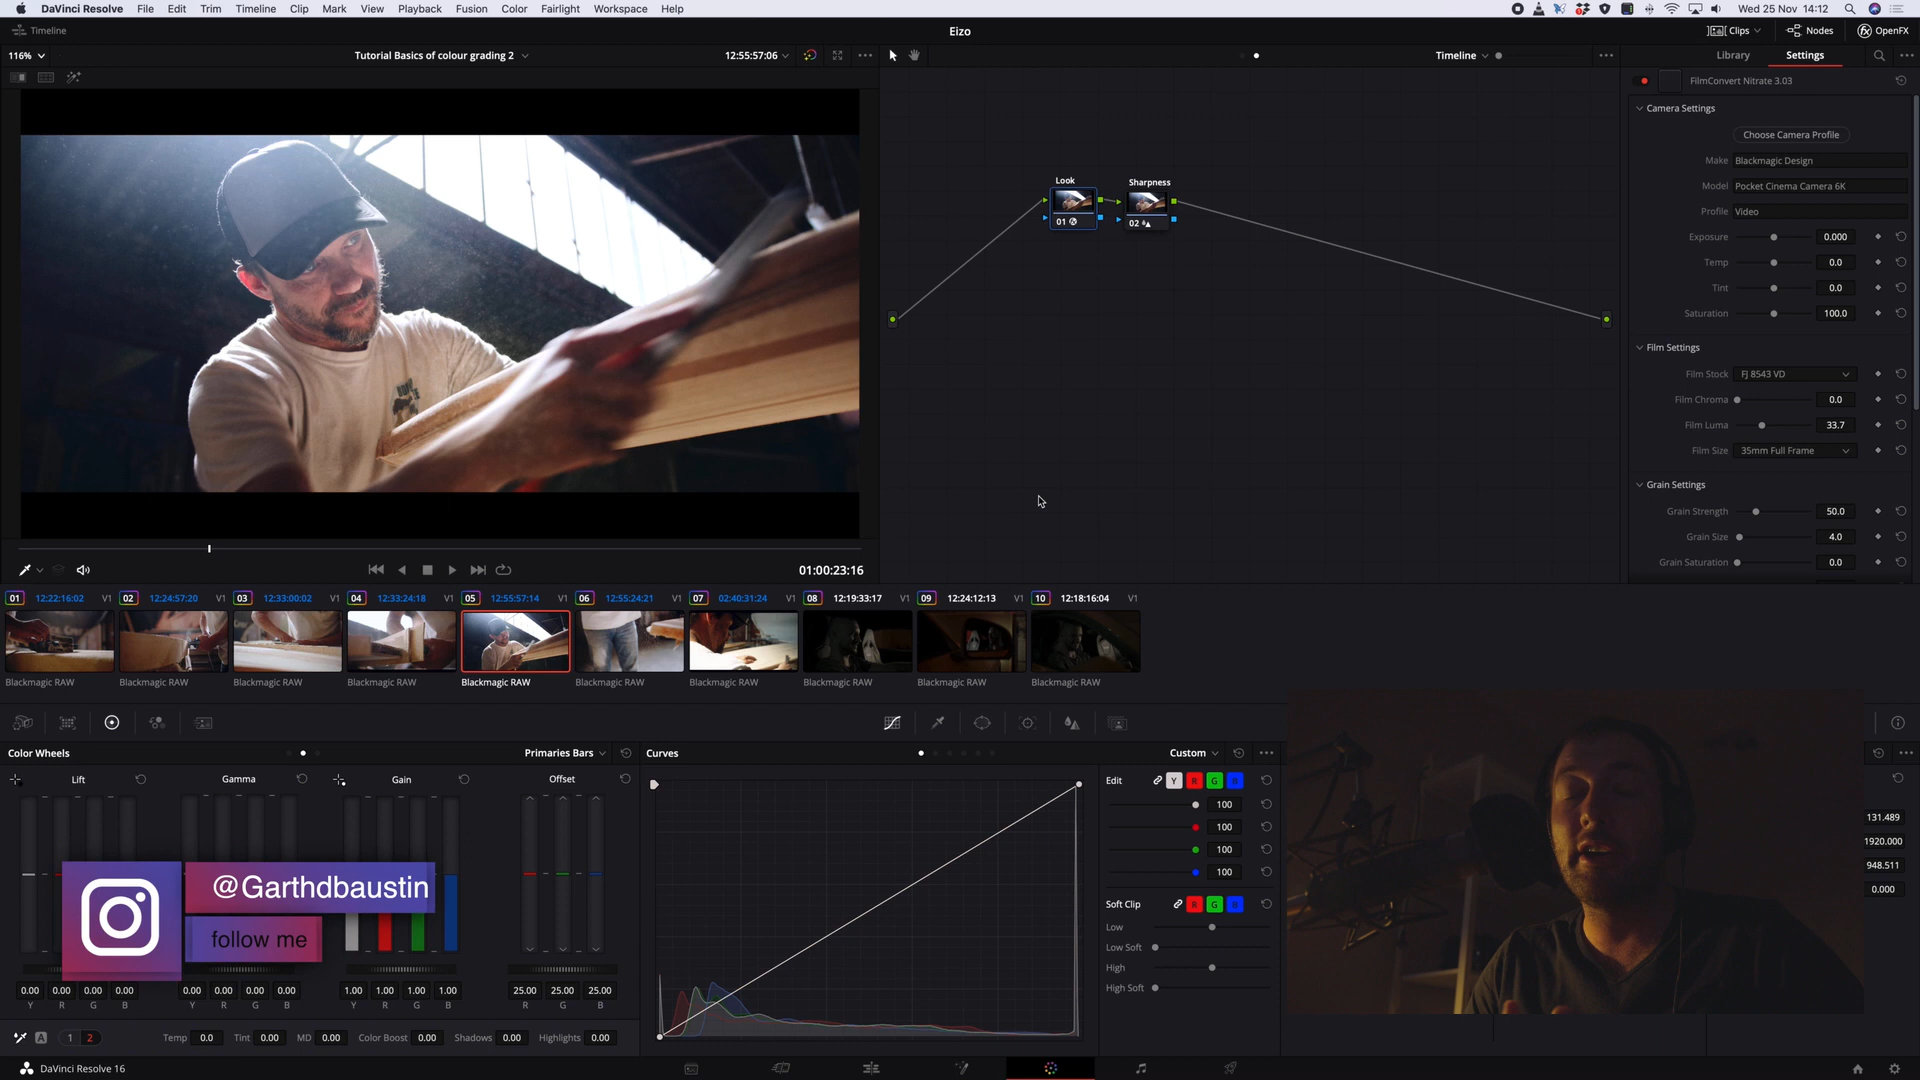 DaVinci Resolve File Edit Trim Timeline Clip Mark View Playback Fusion Color Fairlight Workspace Help
Wed 25 Nov 14:12
Timeline
Eizo
Clips
Nodes
OpenFX
116%
Tutorial Basics of colour grading 2
12:55:57:06
Timeline
Library
Settings
FilmConvert Nitrate 3.03
Camera Settings
Choose Camera Profile
Make Blackmagic Design
Model Pocket Cinema Camera 6K
Profile Video
Exposure 0.000
Temp 0.0
Tint 0.0
Saturation 100.0
Film Settings
Film Stock FJ 8543 VD
Film Chroma 0.0
Film Luma 33.7
Film Size 35mm Full Frame
Grain Settings
Grain Strength 50.0
Grain Size 4.0
Grain Saturation 0.0
Look
01
Sharpness
02
01:00:23:16
01 12:22:16:02 V1
02 12:24:57:20 V1
03 12:33:00:02 V1
04 12:33:24:18 V1
05 12:55:57:14 V1
06 12:55:24:21 V1
07 02:40:31:24 V1
08 12:19:33:17 V1
09 12:24:12:13 V1
10 12:18:16:04 V1
Blackmagic RAW
Blackmagic RAW
Blackmagic RAW
Blackmagic RAW
Blackmagic RAW
Blackmagic RAW
Blackmagic RAW
Blackmagic RAW
Blackmagic RAW
Blackmagic RAW
Color Wheels
Primaries Bars
Lift
Gamma
Gain
Offset
@Garthdbaustin
follow me
0.00 0.00 0.00 0.00
Y R G B
0.00 0.00 0.00 0.00
Y R G B
1.00 1.00 1.00 1.00
Y R G B
25.00 25.00 25.00
R G B
A 1 2
Temp 0.0 Tint 0.00 MD 0.00 Color Boost 0.00 Shadows 0.00 Highlights 0.00
Curves
Custom
Edit Y R G B
100
100
100
100
Soft Clip R G B
Low
Low Soft
High
High Soft
131.489
1920.000
948.511
0.000
DaVinci Resolve 16